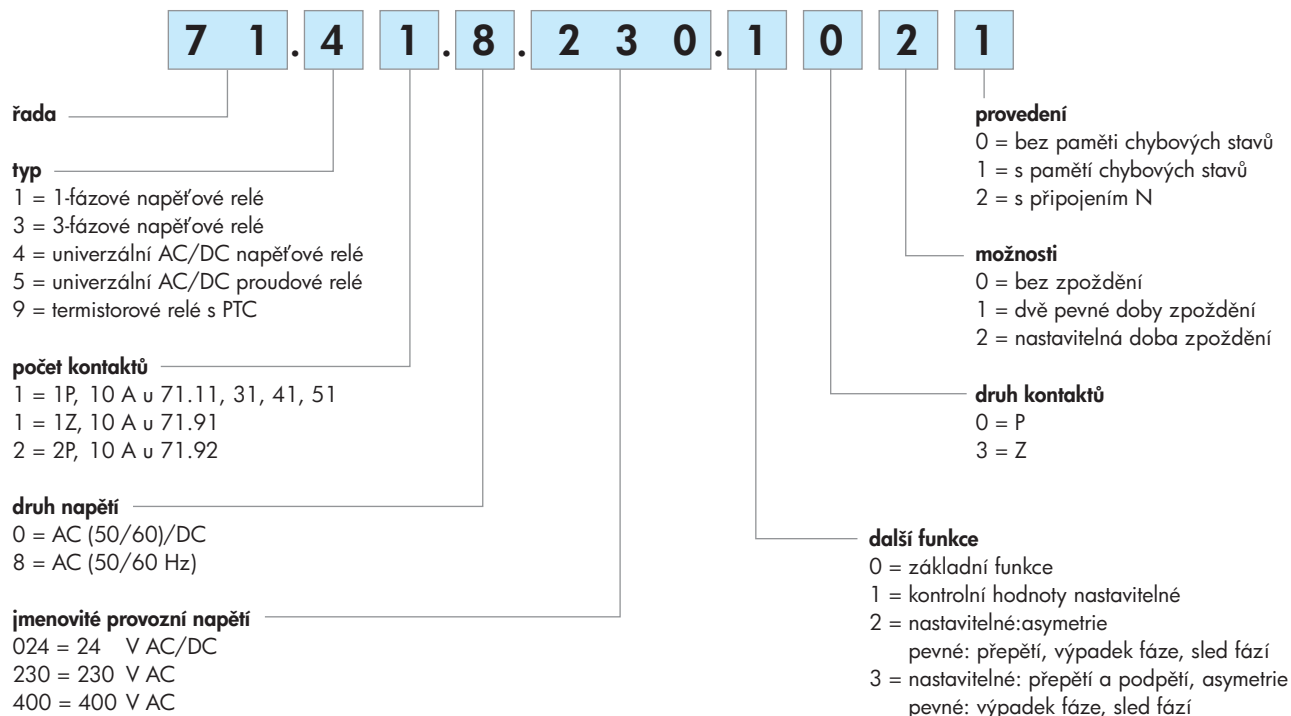 7 1 . 4 1 . 8 . 2 3 0 . 1 0 2 1
řada
typ
1 = 1-fázové napěťové relé
3 = 3-fázové napěťové relé
4 = univerzální AC/DC napěťové relé
5 = univerzální AC/DC proudové relé
9 = termistorové relé s PTC
počet kontaktů
1 = 1P, 10 A u 71.11, 31, 41, 51
1 = 1Z, 10 A u 71.91
2 = 2P, 10 A u 71.92
druh napětí
0 = AC (50/60)/DC
8 = AC (50/60 Hz)
jmenovité provozní napětí
024 = 24 V AC/DC
230 = 230 V AC
400 = 400 V AC
provedení
0 = bez paměti chybových stavů
1 = s pamětí chybových stavů
2 = s připojením N
možnosti
0 = bez zpoždění
1 = dvě pevné doby zpoždění
2 = nastavitelná doba zpoždění
druh kontaktů
0 = P
3 = Z
další funkce
0 = základní funkce
1 = kontrolní hodnoty nastavitelné
2 = nastavitelné:asymetrie
pevné: přepětí, výpadek fáze, sled fází
3 = nastavitelné: přepětí a podpětí, asymetrie
pevné: výpadek fáze, sled fází